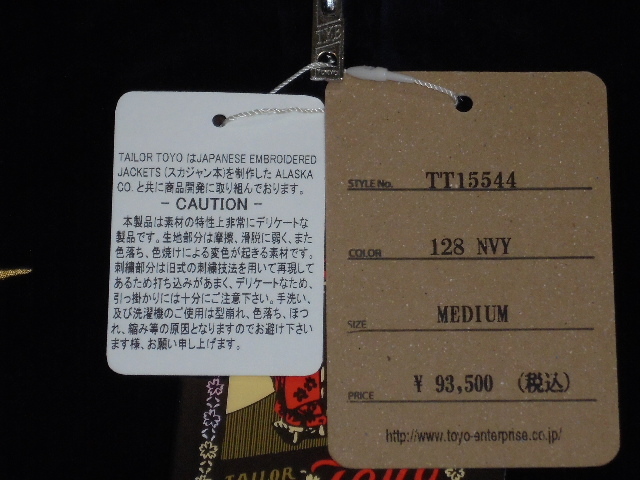 TYO
TOYO
TAILOR TOYO はJAPANESE EMBROIDERED
JACKETS (スカジャン本)を制作した ALASKA
CO. と共に商品開発に取り組んでおります。
- CAUTION -
本製品は素材の特性上非常にデリケートな
製品です。生地部分は摩擦、滑脱に弱く、また
色落ち、色焼けによる変色が起きる素材です。
刺繍部分は旧式の刺繍技法を用いて再現して
あるため打ち込みがあまく、デリケートなため、
引っ掛かりには十分にご注意下さい。手洗い、
及び洗濯機のご使用は型崩れ、色落ち、ほつ
れ、縮み等の原因となりますのでお避け下さい
ます様、お願い申し上げます。
STYLE No. TT15544
COLOR 128 NVY
SIZE MEDIUM
PRICE ¥ 93,500 (税込)
http://www.toyo-enterprise.co.jp/
TAILOR Toyo